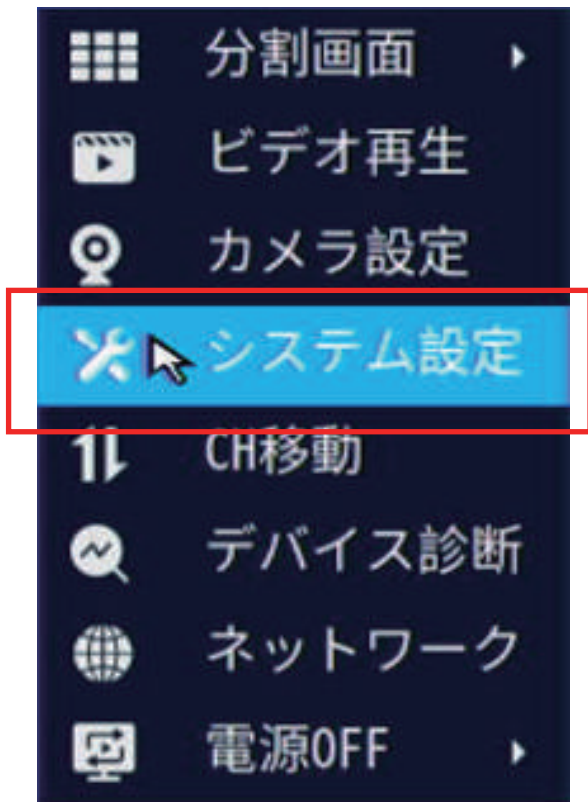 分割画面
ビデオ再生
カメラ設定
システム設定
CH移動
デバイス診断
ネットワーク
電源OFF